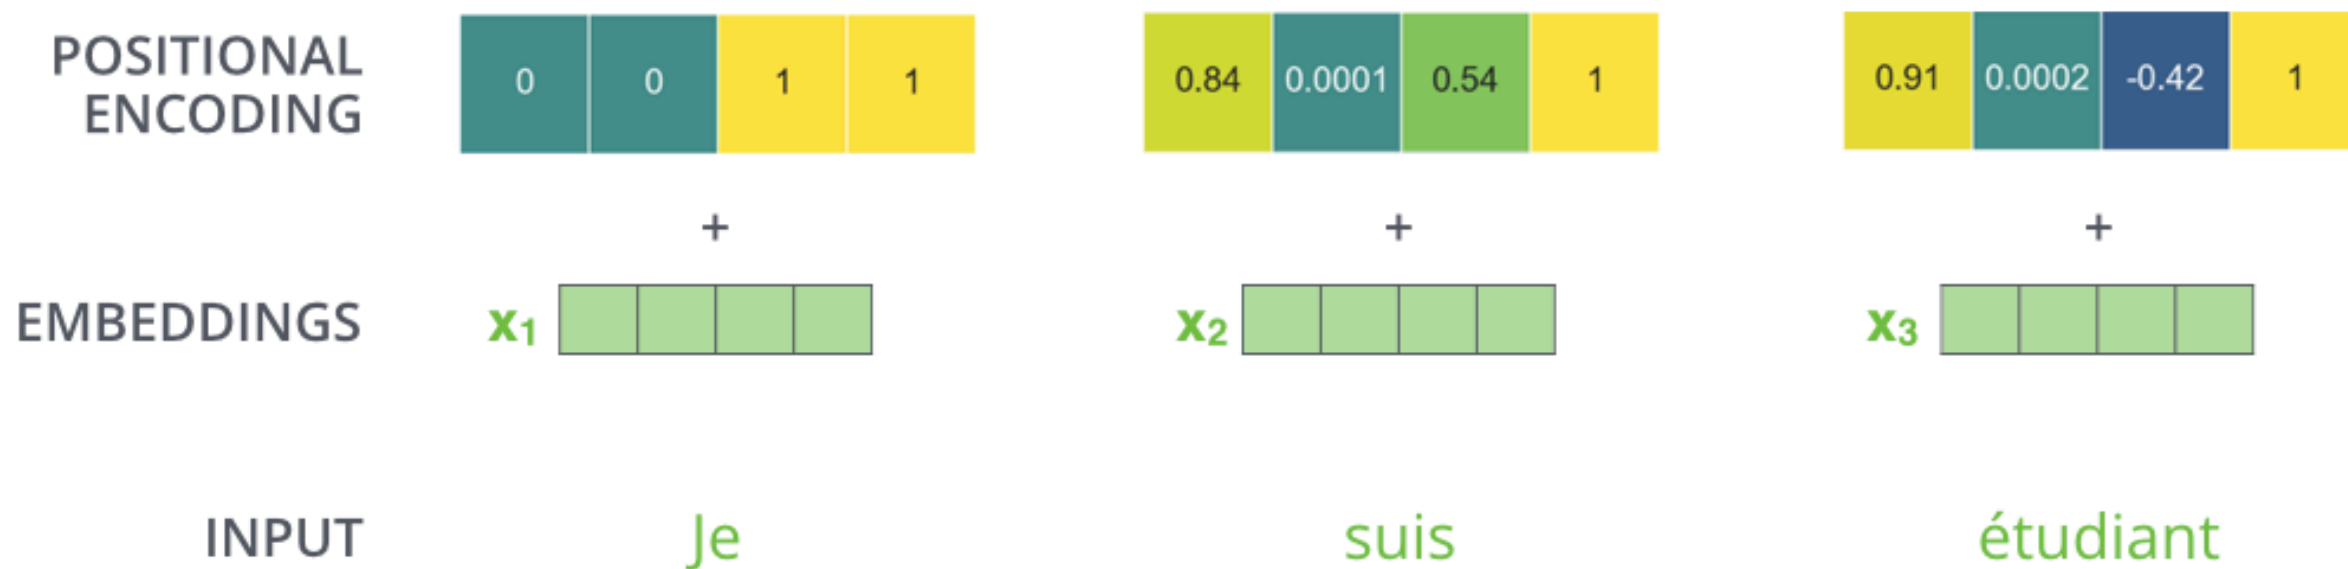 POSITIONAL
ENCODING
0 0 1 1
0.84 0.0001 0.54 1
0.91 0.0002 -0.42 1
+ + +
EMBEDDINGS
x1
x2
x3
INPUT
Je
suis
étudiant